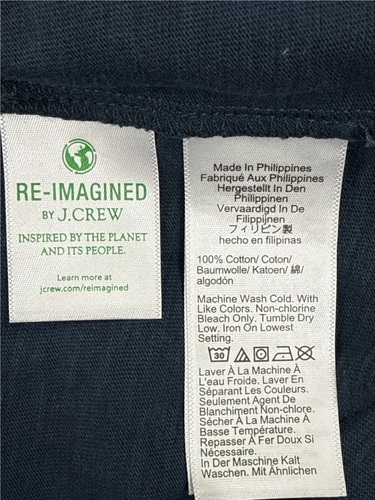 RE-IMAGINED
BY J.CREW
INSPIRED BY THE PLANET
AND ITS PEOPLE.
Learn more at
jcrew.com/reimagined
Made In Philippines
Fabriqué Aux Philippines
Hergestellt In Den
Philippinen
Vervaardigd In De
Filippijnen
フィリピン製
hecho en filipinas
100% Cotton/ Coton/
Baumwolle/ Katoen/ 綿/
algodón
Machine Wash Cold. With
Like Colors. Non-chlorine
Bleach Only. Tumble Dry
Low. Iron On Lowest
Setting.
30
Laver À La Machine À
L'eau Froide. Laver En
Séparant Les Couleurs.
Seulement Agent De
Blanchiment Non-chlore.
Sécher À La Machine À
Basse Température.
Repasser À Fer Doux Si
Nécessaire.
In Der Maschine Kalt
Waschen. Mit Ähnlichen